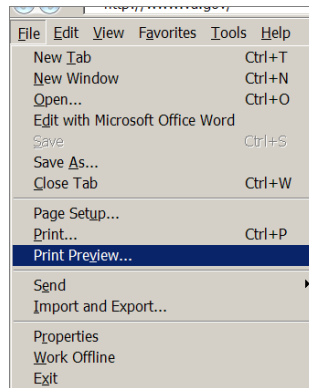 File Edit View Favorites Tools Help
New Tab Ctrl+T
New Window Ctrl+N
Open... Ctrl+O
Edit with Microsoft Office Word
Save Ctrl+S
Save As...
Close Tab Ctrl+W
Page Setup...
Print... Ctrl+P
Print Preview...
Send
Import and Export...
Properties
Work Offline
Exit